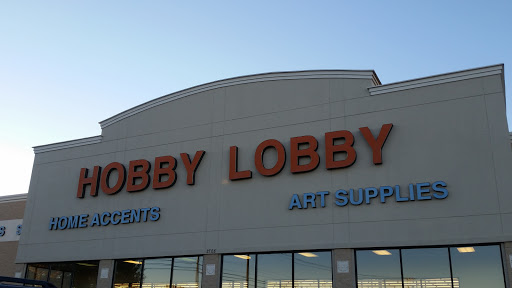 HOBBY LOBBY
HOME ACCENTS
ART SUPPLIES